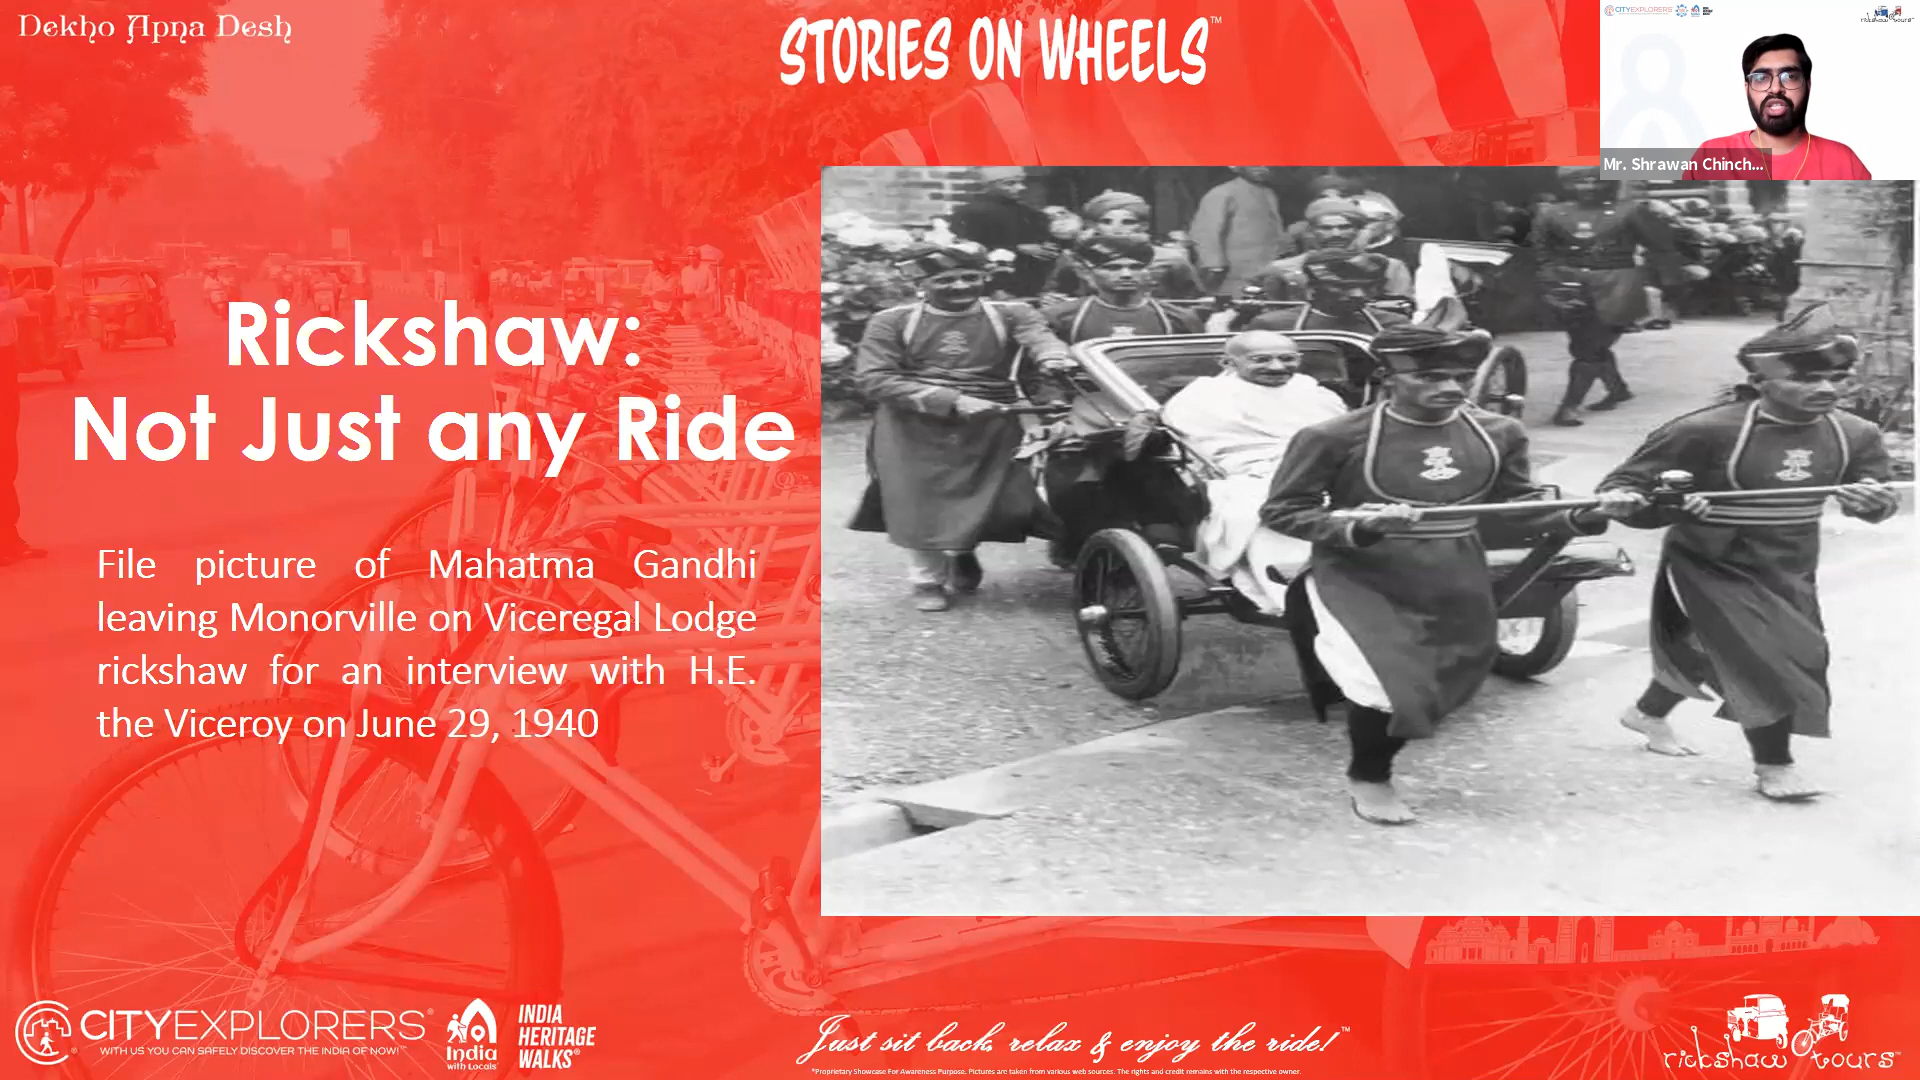 Dekho Apna Desh
STORIES ON WHEELS™
CITYEXPLORERS
Mr. Shrawan Chinch...
Rickshaw:
Not Just any Ride
File picture of Mahatma Gandhi
leaving Monorville on Viceregal Lodge
rickshaw for an interview with H.E.
the Viceroy on June 29, 1940
CITYEXPLORERS®
WITH US YOU CAN SAFELY DISCOVER THE INDIA OF NOW!™
India
with Locals
INDIA
HERITAGE
WALKS®
Just sit back, relax & enjoy the ride!™
*Proprietary Showcase For Awareness Purpose. Pictures are taken from various web sources. The rights and credit remains with the respective owner.
rickshaw tours™